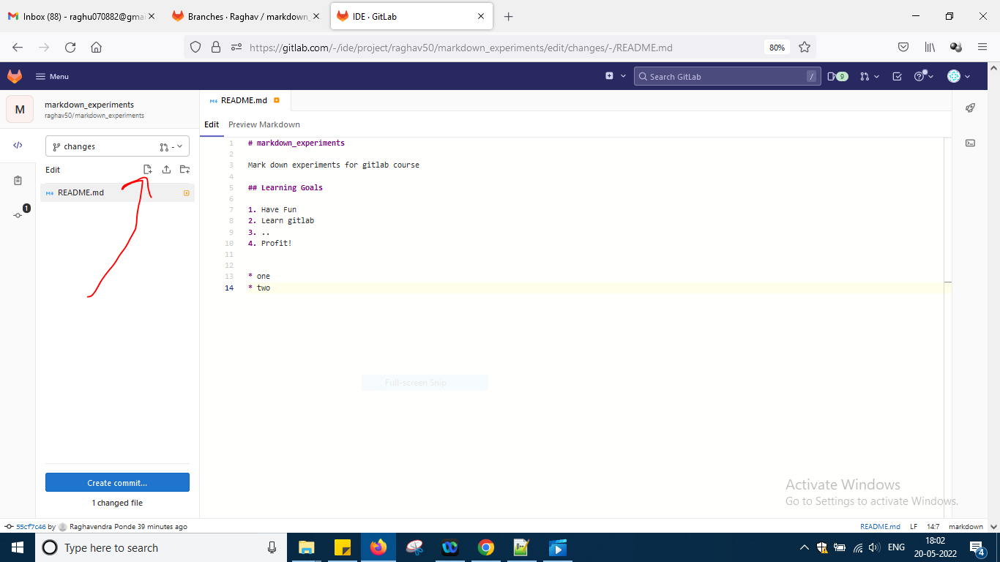 Inbox (88) - raghu070882@gmai
Branches · Raghav / markdown_
IDE · GitLab
https://gitlab.com/-/ide/project/raghav50/markdown_experiments/edit/changes/-/README.md
80%
Menu
Search GitLab
/
9
M
markdown_experiments
raghav50/markdown_experiments
README.md
Edit
Preview Markdown
changes
-
Edit
README.md
1
1 # markdown_experiments
2
3 Mark down experiments for gitlab course
4
5 ## Learning Goals
6
7 1. Have Fun
8 2. Learn gitlab
9 3. ..
10 4. Profit!
11
12
13 * one
14 * two
Full-screen Snip
Create commit...
1 changed file
Activate Windows
Go to Settings to activate Windows.
55cf7c46 by Raghavendra Ponde 39 minutes ago
README.md LF 14:7 markdown
Type here to search
ENG
18:02
20-05-2022
4